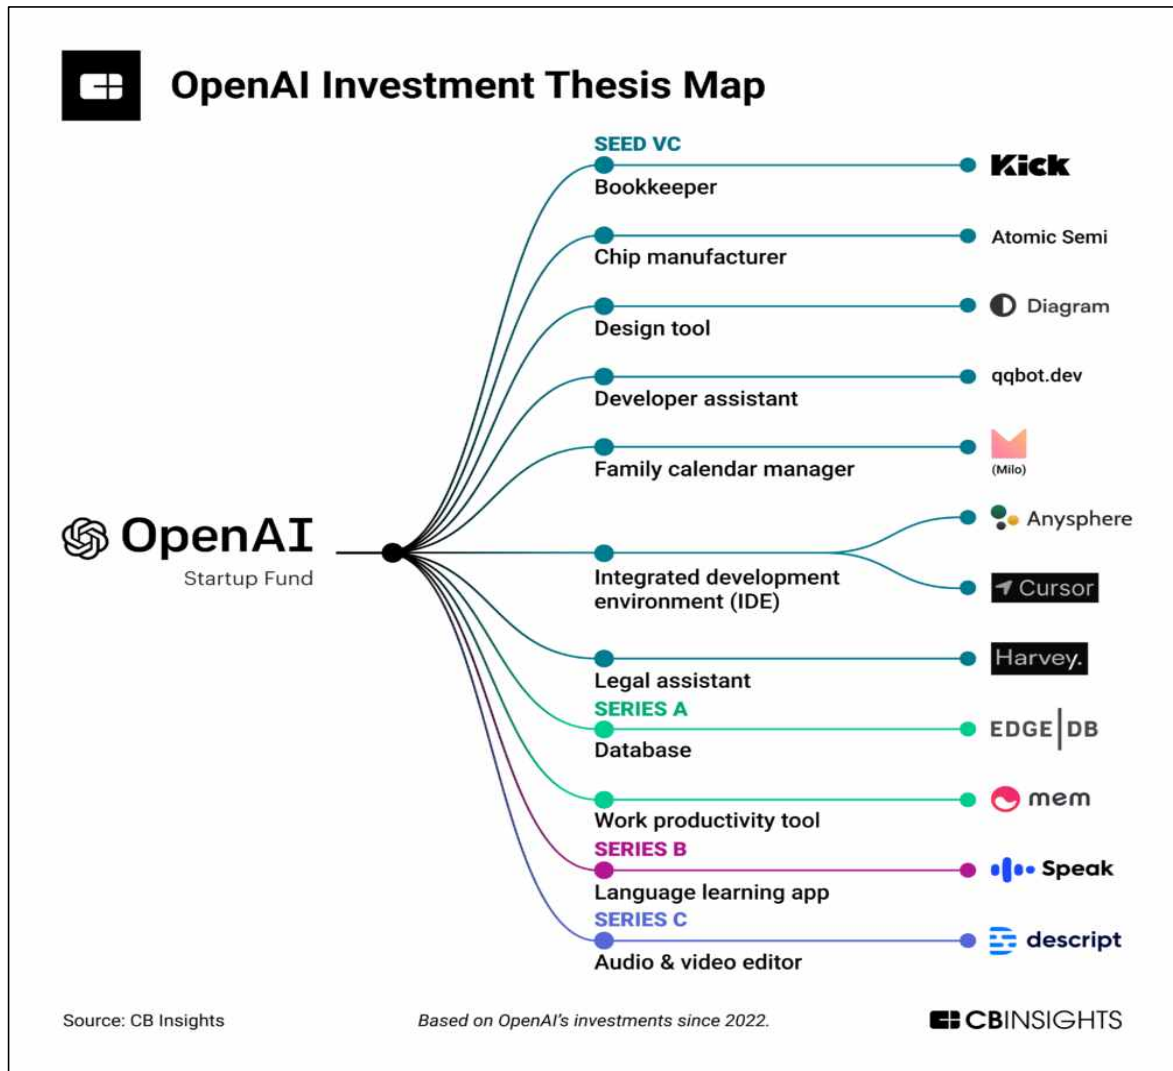 OpenAI Investment Thesis Map
SEED VC
Bookkeeper
Kick
Chip manufacturer
Atomic Semi
Design tool
Diagram
Developer assistant
qqbot.dev
Family calendar manager
(Milo)
OpenAI
Startup Fund
Integrated development
environment (IDE)
Anysphere
Cursor
Legal assistant
Harvey.
SERIES A
Database
EDGE|DB
Work productivity tool
mem
SERIES B
Language learning app
Speak
SERIES C
Audio & video editor
descript
Source: CB Insights
Based on OpenAI's investments since 2022.
CBINSIGHTS